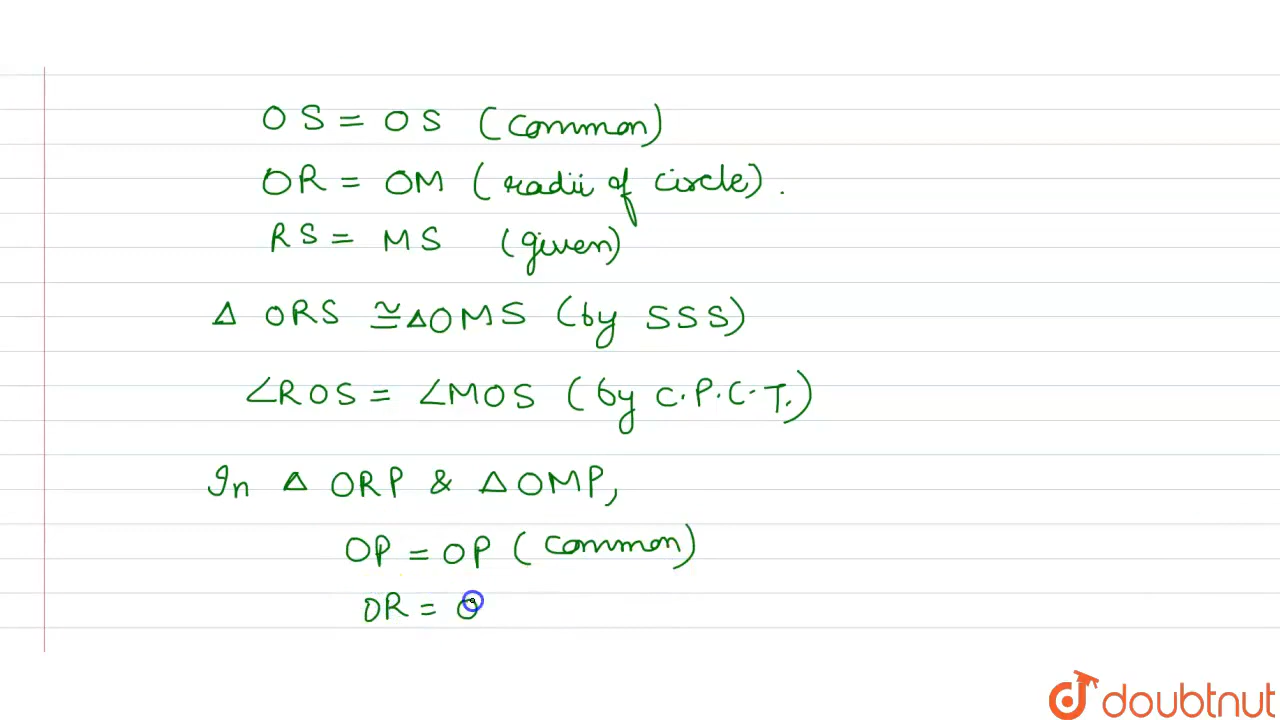 OS = OS (common)
OR = OM (radii of circle).
RS = MS (given)
Δ ORS ≅ Δ OMS (by SSS)
∠ROS = ∠MOS (by C.P.C.T.)
In Δ ORP & Δ OMP,
OP = OP (common)
OR = O
doubtnut